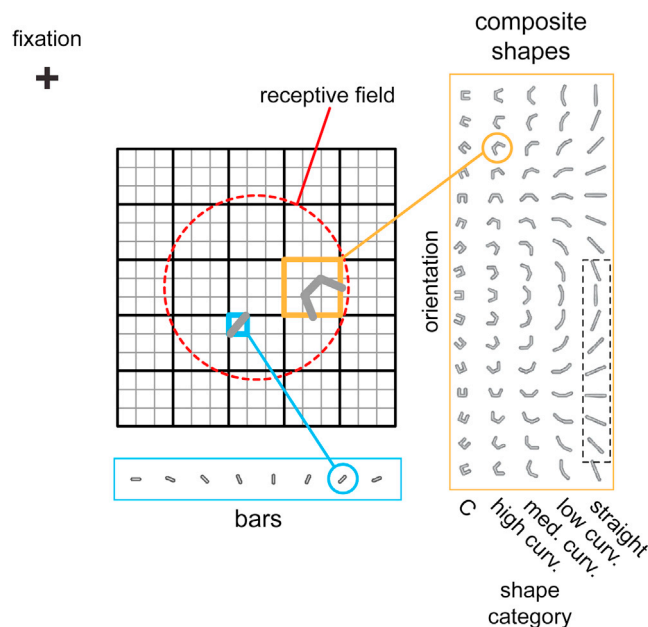 fixation
composite
shapes
receptive field
orientation
bars
C
high curv.
med. curv.
low curv.
straight
shape
category